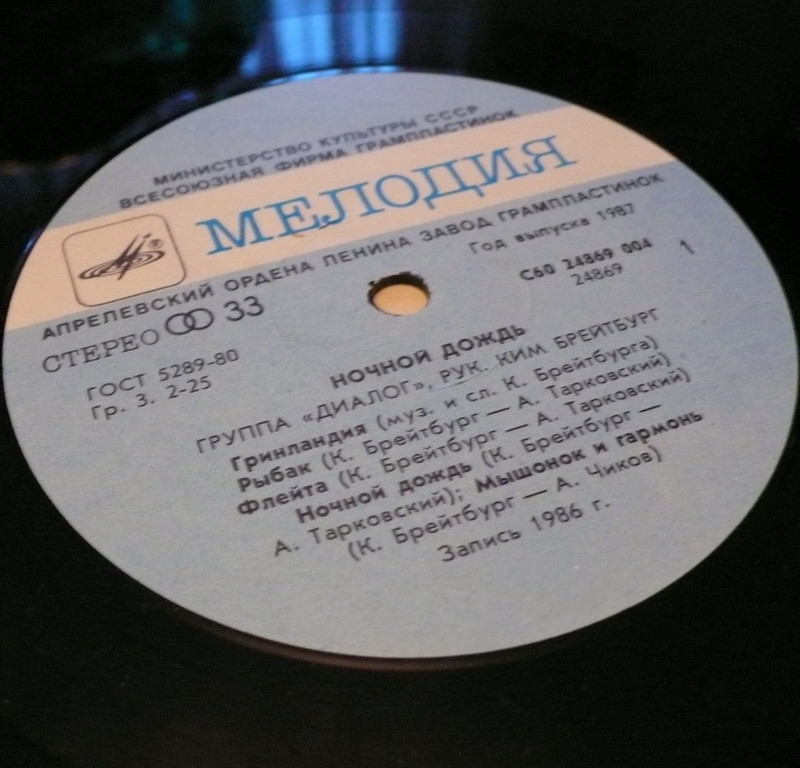 МИНИСТЕРСТВО КУЛЬТУРЫ СССР
ВСЕСОЮЗНАЯ ФИРМА ГРАМПЛАСТИНОК
® МЕЛОДИЯ
АПРЕЛЕВСКИЙ ОРДЕНА ЛЕНИНА ЗАВОД ГРАМПЛАСТИНОК
СТЕРЕО 33
Год выпуска 1987
ГОСТ 5289-80
Гр. 3. 2-25
С60 24869 004
24869
1
НОЧНОЙ ДОЖДЬ
ГРУППА «ДИАЛОГ», РУК. КИМ БРЕЙТБУРГ
Гринландия (муз. и сл. К. Брейтбурга)
Рыбак (К. Брейтбург — А. Тарковский)
Флейта (К. Брейтбург — А. Тарковский)
Ночной дождь (К. Брейтбург —
А. Тарковский); Мышонок и гармонь
(К. Брейтбург — А. Чиков)
Запись 1986 г.